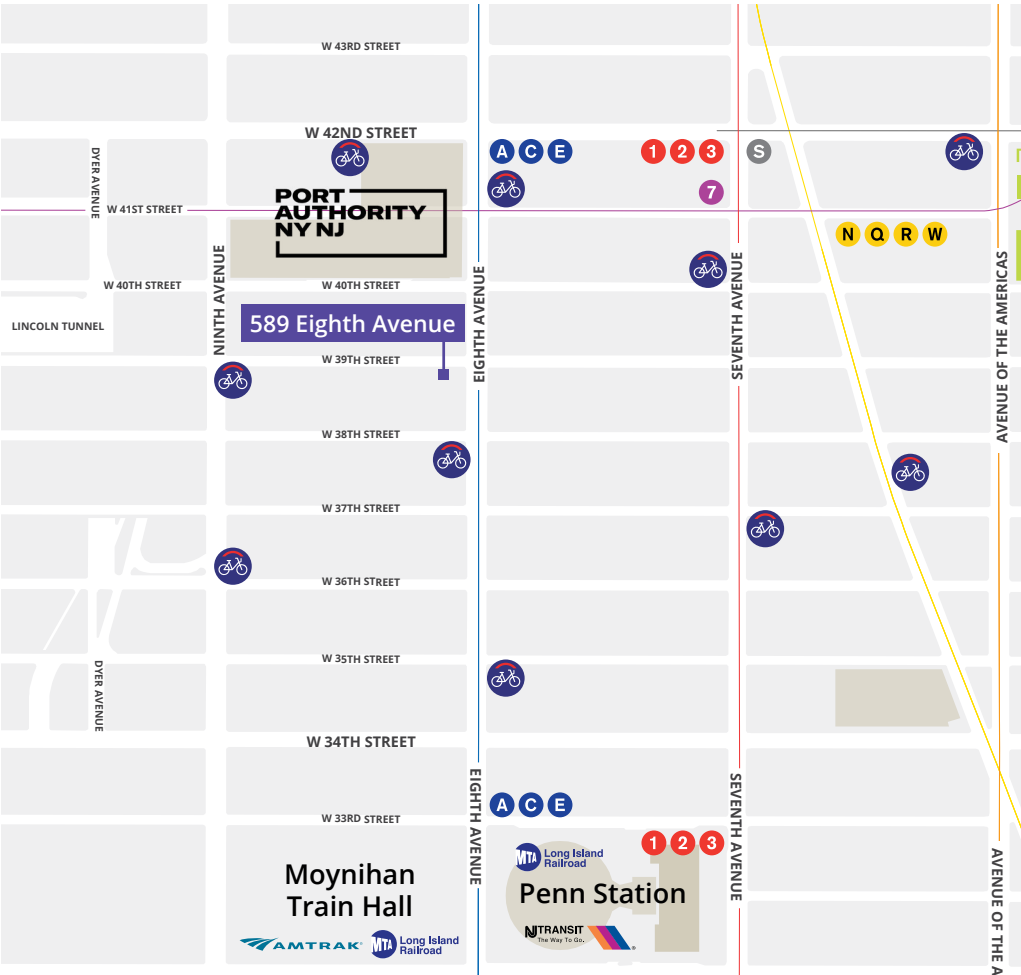 W 43RD STREET
W 42ND STREET
A C E
1 2 3
S
DYER AVENUE
7
PORT
AUTHORITY
NY NJ
W 41ST STREET
N Q R W
NINTH AVENUE
EIGHTH AVENUE
SEVENTH AVENUE
AVENUE OF THE AMERICAS
W 40TH STREET
589 Eighth Avenue
LINCOLN TUNNEL
W 39TH STREET
W 38TH STREET
W 37TH STREET
W 36TH STREET
W 35TH STREET
DYER AVENUE
W 34TH STREET
EIGHTH AVENUE
SEVENTH AVENUE
A C E
W 33RD STREET
1 2 3
MTA Long Island
Railroad
AVENUE OF THE A
Moynihan
Train Hall
Penn Station
NJTRANSIT
The Way To Go.
AMTRAK
MTA Long Island
Railroad